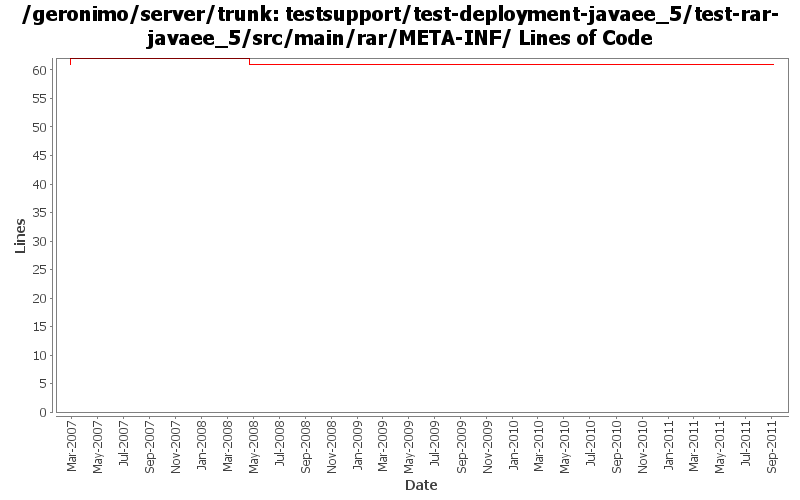 /geronimo/server/trunk: testsupport/test-deployment-javaee_5/test-rar-
javaee_5/src/main/rar/META-INF/ Lines of Code
Lines
60
55
50
45
40
35
30
25
20
15
10
5
0
Mar-2007
May-2007
Jul-2007
Sep-2007
Nov-2007
Jan-2008
Mar-2008
May-2008
Jul-2008
Sep-2008
Nov-2008
Jan-2009
Mar-2009
May-2009
Jul-2009
Sep-2009
Nov-2009
Jan-2010
Mar-2010
May-2010
Jul-2010
Sep-2010
Nov-2010
Jan-2011
Mar-2011
May-2011
Jul-2011
Sep-2011
Date